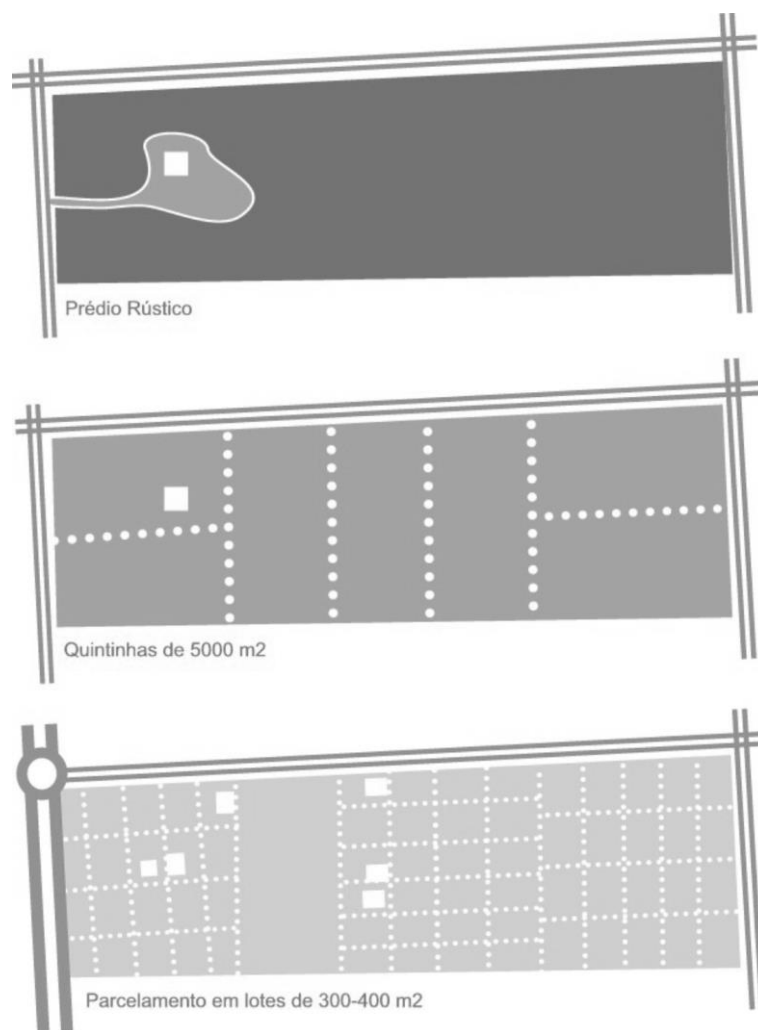 Prédio Rústico
Quintinhas de 5000 m2
Parcelamento em lotes de 300-400 m2